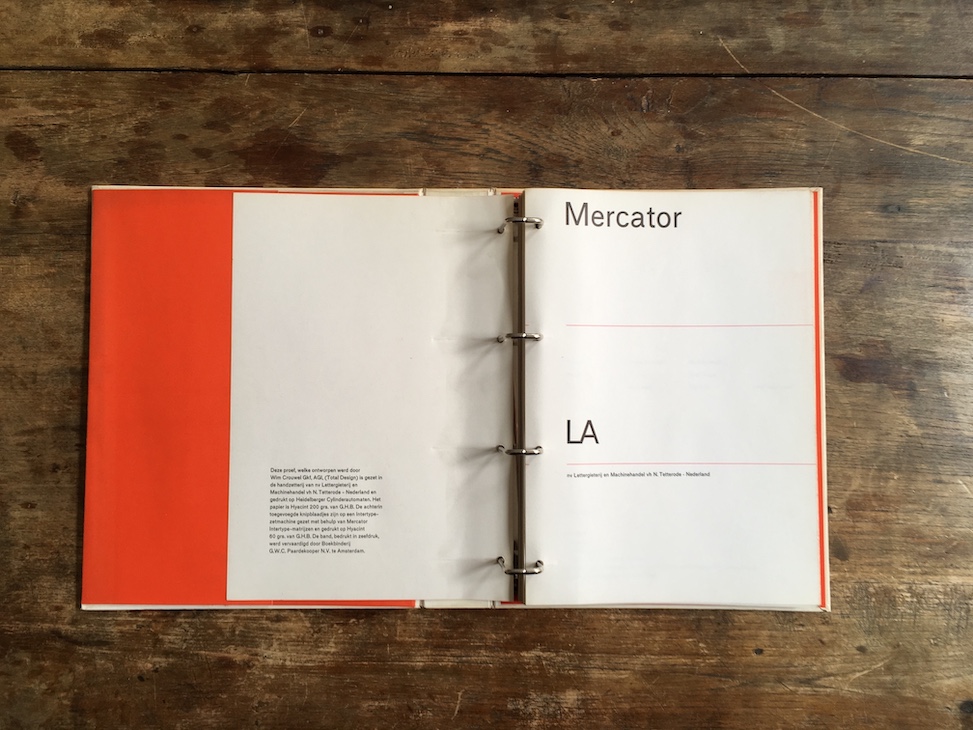 Deze proef, welke ontworpen werd door
Wim Crouwel Gkf, AGI, (Total Design) is gezet in
de handzetterij van nv Lettergieterij en
Machinehandel vh N. Tetterode - Nederland en
gedrukt op Heidelberger Cylinderautomaten. Het
papier is Hyacint 200 grs. van G.H.B. De achterin
toegevoegde knipblaadjes zijn op een Intertype-
zetmachine gezet met behulp van Mercator
Intertype-matrijzen en gedrukt op Hyacint
60 grs. van G.H.B. De band, bedrukt in zeefdruk,
werd vervaardigd door Boekbinderij
G.W.C. Paardekooper N.V. te Amsterdam.
Mercator
LA
nv Lettergieterij en Machinehandel vh N. Tetterode - Nederland